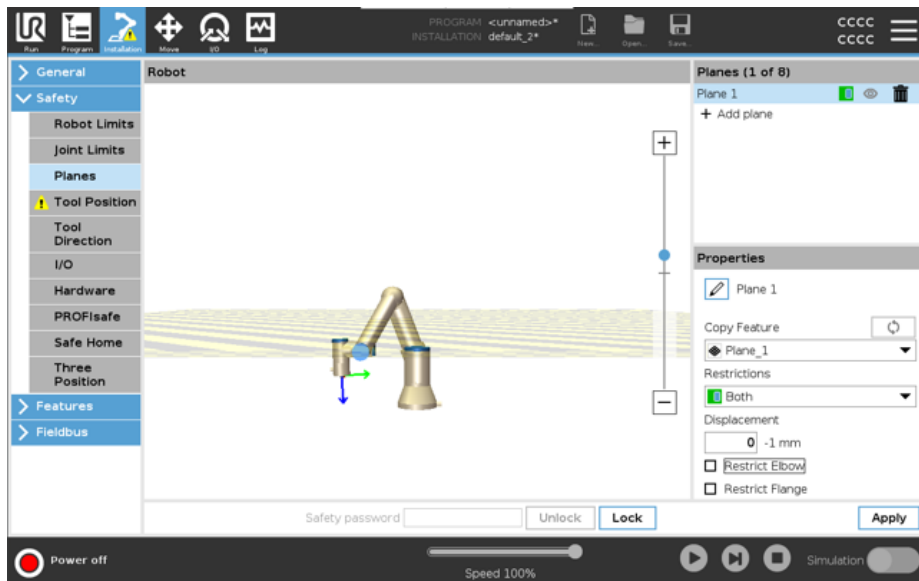 PROGRAM <unnamed>*
INSTALLATION default_2*
UR
Run
Program
Installation
Move
I/O
Log
New...
Open...
Save...
CCCC
CCCC
General
Safety
Robot Limits
Joint Limits
Planes
Tool Position
Tool
Direction
I/O
Hardware
PROFIsafe
Safe Home
Three
Position
Features
Fieldbus
Robot
Planes (1 of 8)
Plane 1
+ Add plane
Properties
Plane 1
Copy Feature
Plane_1
Restrictions
Both
Displacement
0 -1 mm
Restrict Elbow
Restrict Flange
Safety password
Unlock
Lock
Apply
Power off
Speed 100%
Simulation